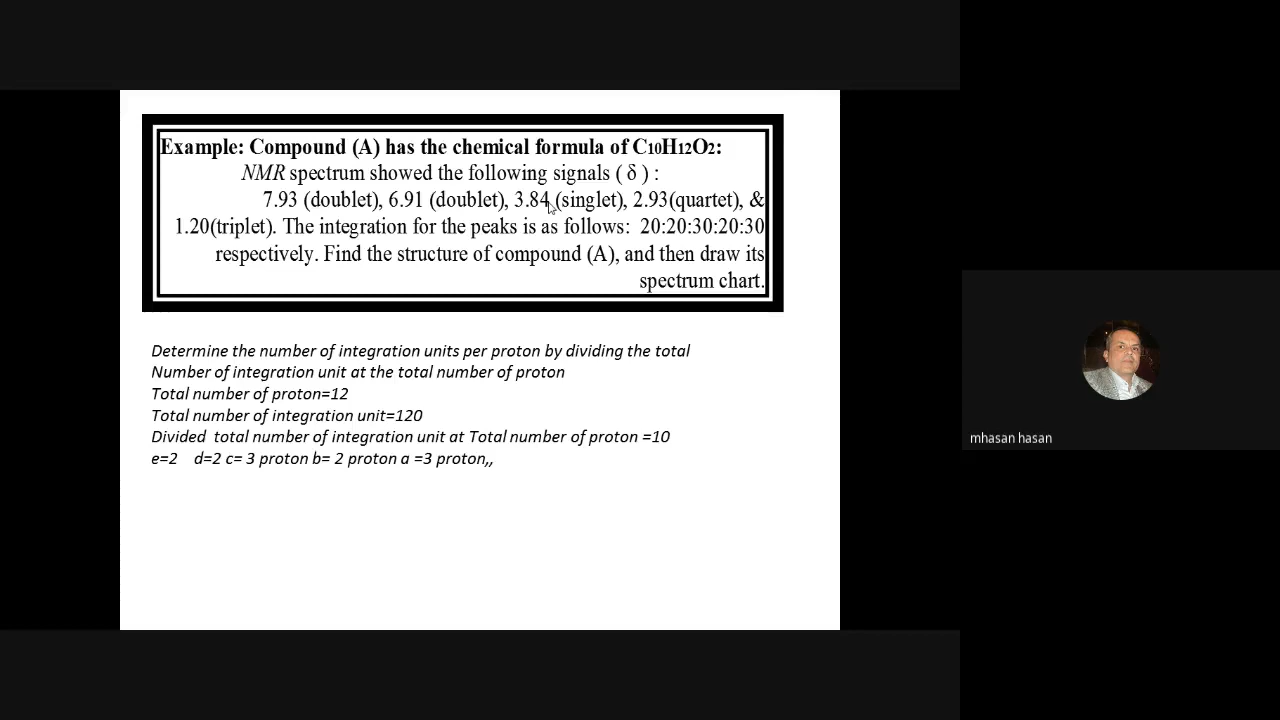 Example: Compound (A) has the chemical formula of C10H12O2:
NMR spectrum showed the following signals ( δ ) :
7.93 (doublet), 6.91 (doublet), 3.84 (singlet), 2.93(quartet), &
1.20(triplet). The integration for the peaks is as follows: 20:20:30:20:30
respectively. Find the structure of compound (A), and then draw its
spectrum chart.
Determine the number of integration units per proton by dividing the total
Number of integration unit at the total number of proton
Total number of proton=12
Total number of integration unit=120
Divided total number of integration unit at Total number of proton =10
e=2 d=2 c= 3 proton b= 2 proton a =3 proton,,
mhasan hasan